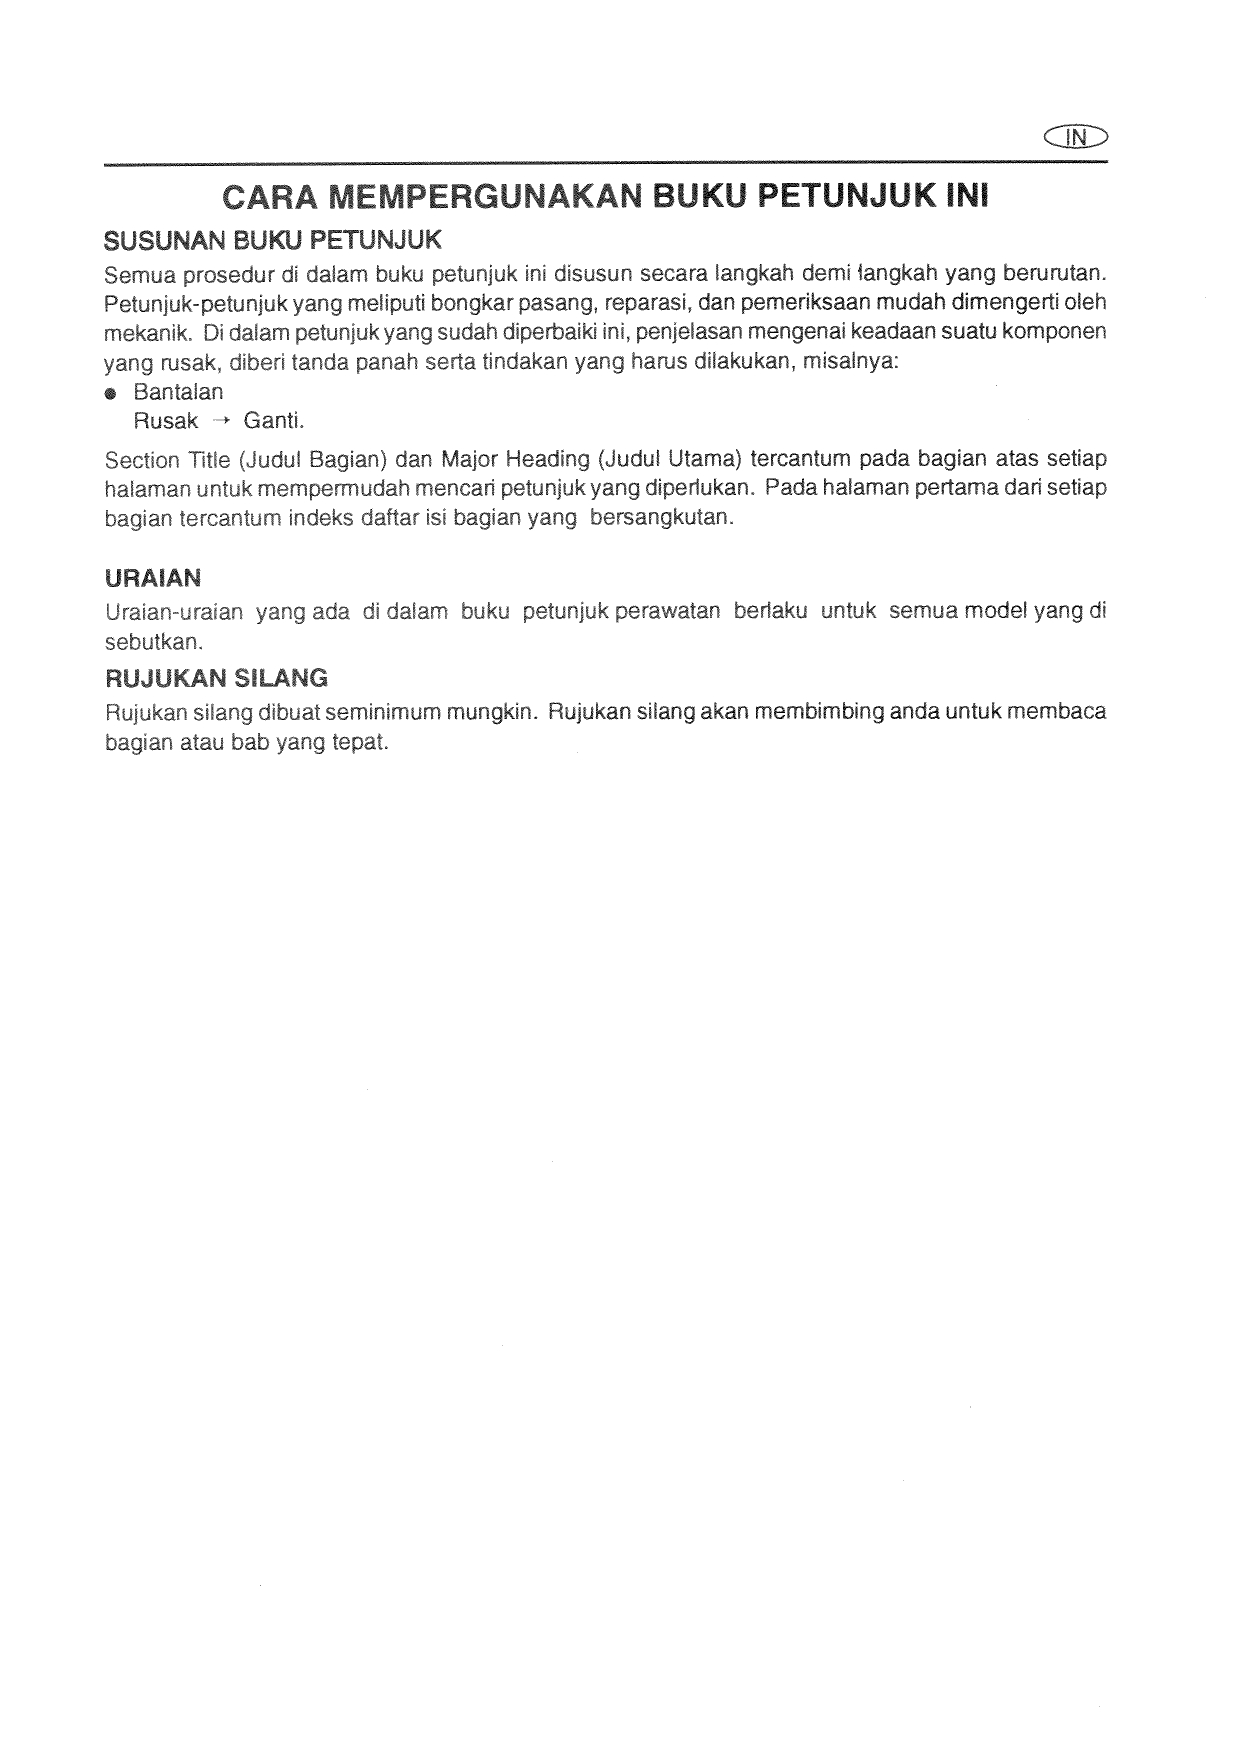 IN
CARA MEMPERGUNAKAN BUKU PETUNJUK INI
SUSUNAN BUKU PETUNJUK
Semua prosedur di dalam buku petunjuk ini disusun secara langkah demi langkah yang berurutan.
Petunjuk-petunjuk yang meliputi bongkar pasang, reparasi, dan pemeriksaan mudah dimengerti oleh
mekanik. Di dalam petunjuk yang sudah diperbaiki ini, penjelasan mengenai keadaan suatu komponen
yang rusak, diberi tanda panah serta tindakan yang harus dilakukan, misalnya:
● Bantalan
Rusak → Ganti.
Section Title (Judul Bagian) dan Major Heading (Judul Utama) tercantum pada bagian atas setiap
halaman untuk mempermudah mencari petunjuk yang diperlukan. Pada halaman pertama dari setiap
bagian tercantum indeks daftar isi bagian yang bersangkutan.
URAIAN
Uraian-uraian yang ada di dalam buku petunjuk perawatan berlaku untuk semua model yang di
sebutkan.
RUJUKAN SILANG
Rujukan silang dibuat seminimum mungkin. Rujukan silang akan membimbing anda untuk membaca
bagian atau bab yang tepat.